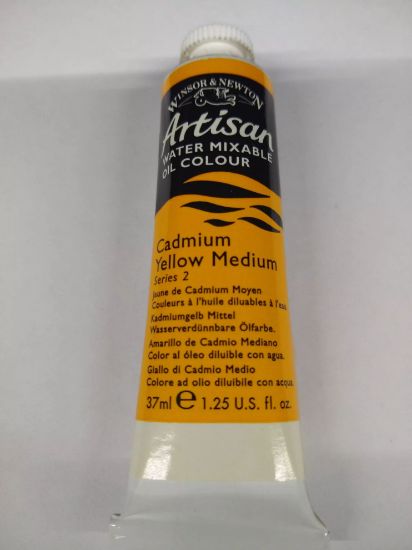 WINSOR & NEWTON
Artisan
WATER MIXABLE
OIL COLOUR
Cadmium
Yellow Medium
Series 2
Jaune de Cadmium Moyen
Couleurs à l'huile diluables à l'eau
Kadmiumgelb Mittel
Wasserverdünnbare Ölfarbe.
Amarillo de Cadmio Mediano
Color al óleo diluible con agua.
Giallo di Cadmio Medio
Colore ad olio diluibile con acqua.
37ml e 1.25 U.S. fl. oz.